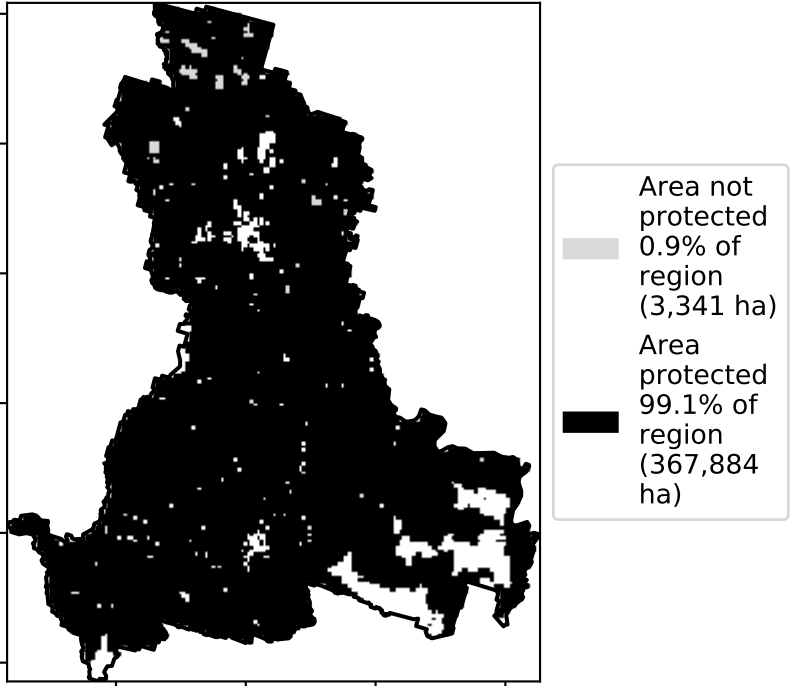 Area not
protected
0.9% of
region
(3,341 ha)
Area
protected
99.1% of
region
(367,884
ha)